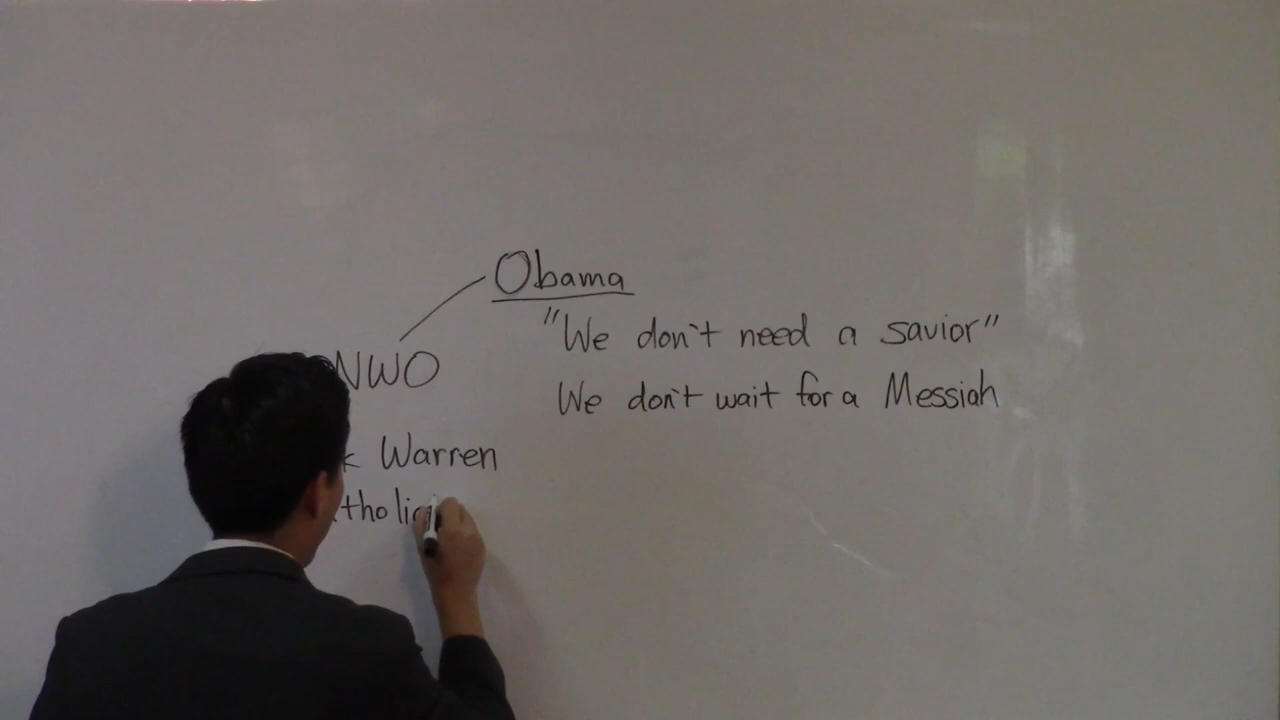 Obama
"We don't need a savior"
NWO
We don't wait for a Messiah
Warren